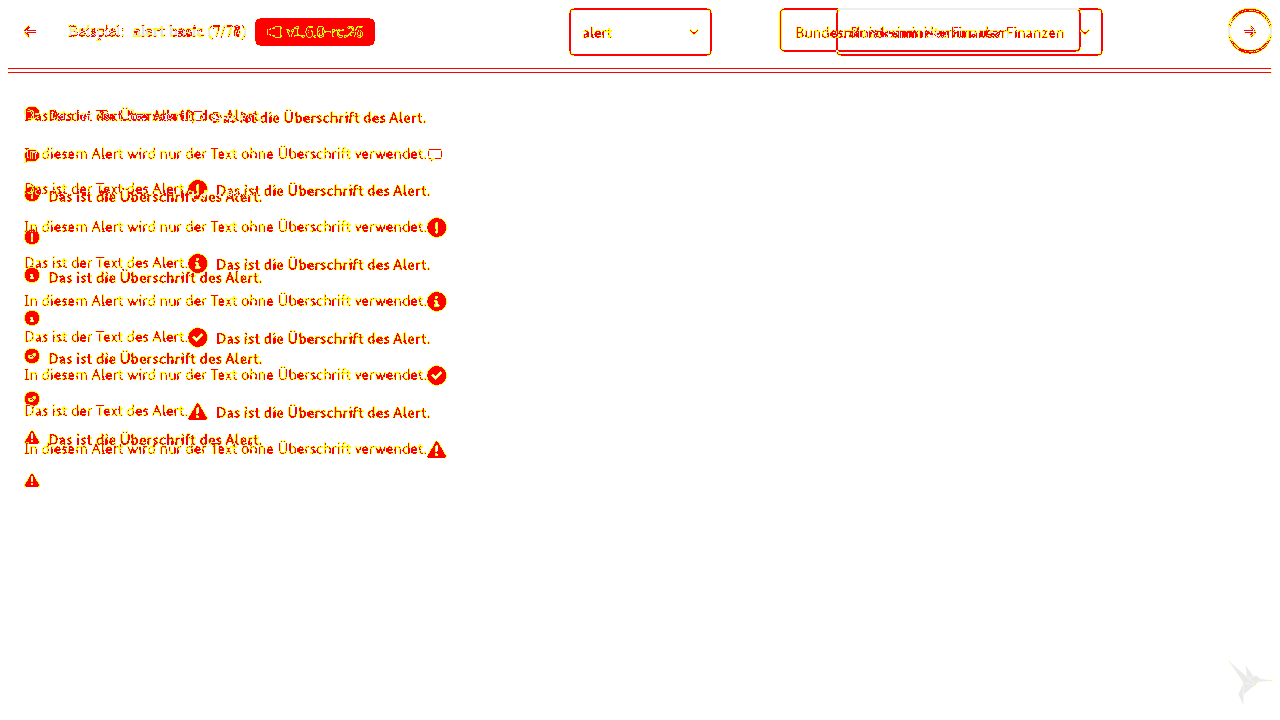 Beispiel: alert basic (7/78) v1.6.0-rc.26 alert
Das ist der Text des Alert. Das ist die Überschrift des Alert.
In diesem Alert wird nur der Text ohne Überschrift verwendet.
Das ist der Text des Alert. Das ist die Überschrift des Alert.
Das ist die Überschrift des Alert.
In diesem Alert wird nur der Text ohne Überschrift verwendet.
Das ist der Text des Alert. Das ist die Überschrift des Alert.
Das ist die Überschrift des Alert.
In diesem Alert wird nur der Text ohne Überschrift verwendet.
Das ist der Text des Alert. Das ist die Überschrift des Alert.
Das ist die Überschrift des Alert.
In diesem Alert wird nur der Text ohne Überschrift verwendet.
Das ist der Text des Alert. Das ist die Überschrift des Alert.
Das ist die Überschrift des Alert.
In diesem Alert wird nur der Text ohne Überschrift verwendet.